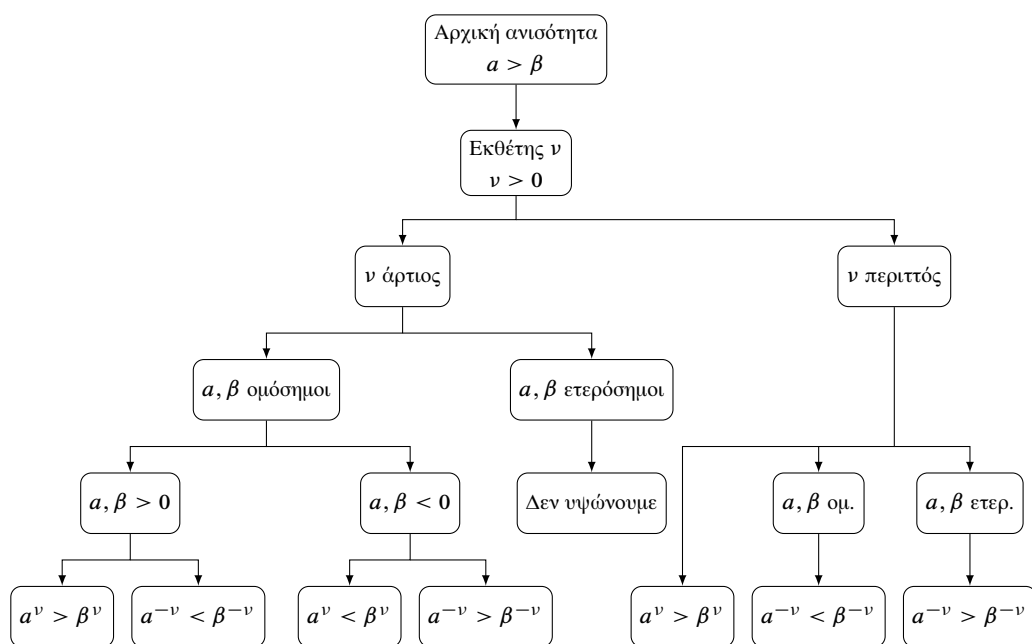 Αρχική ανισότητα
α > β
Εκθέτης ν
ν > 0
ν άρτιος
ν περιττός
α, β ομόσημοι
α, β ετερόσημοι
α, β > 0
α, β < 0
Δεν υψώνουμε
α, β ομ.
α, β ετερ.
α^ν > β^ν
α^−ν < β^−ν
α^ν < β^ν
α^−ν > β^−ν
α^ν > β^ν
α^−ν < β^−ν
α^−ν > β^−ν